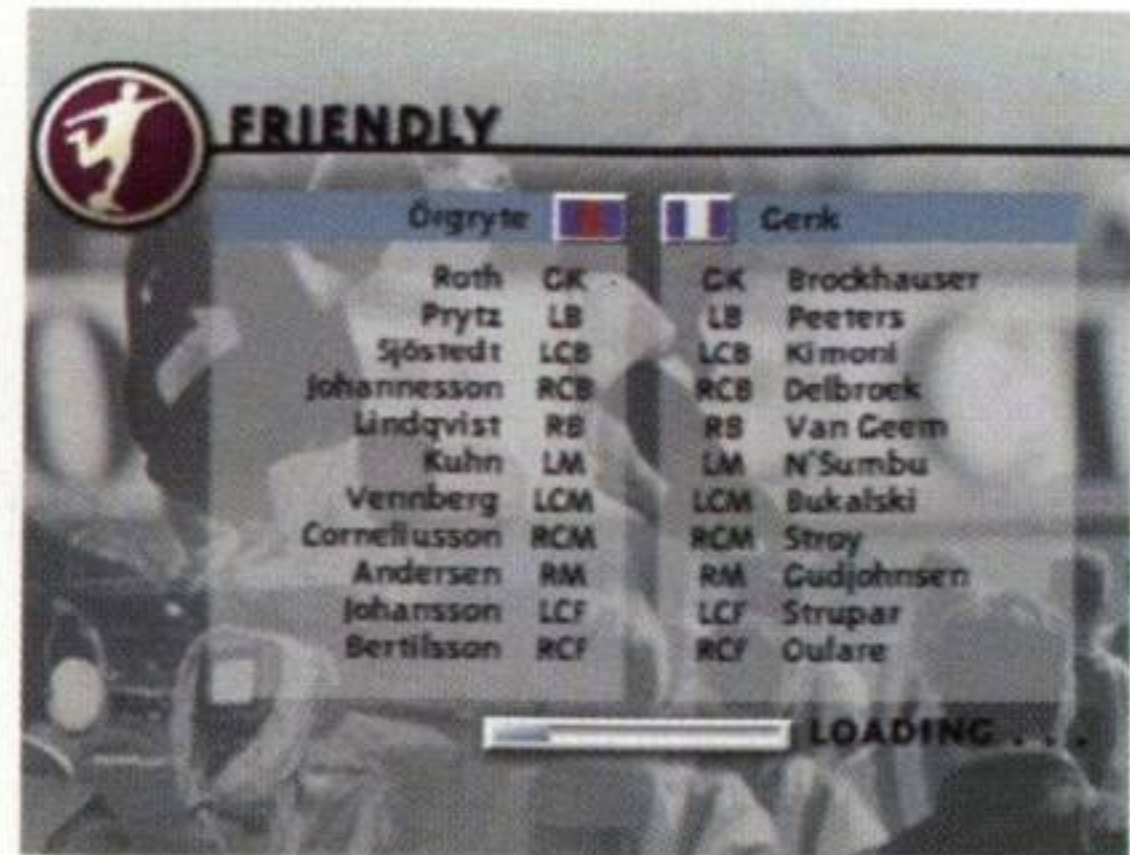 FRIENDLY
Örgryte Genk
Roth GK GK Brockhauser
Prytz LB LB Peeters
Sjöstedt LCB LCB Kimoni
Johannesson RCB RCB Delbroek
Lindqvist RB RB Van Geem
Kuhn LM LM N'Sumbu
Vennberg LCM LCM Bukalski
Corneliusson RCM RCM Stroy
Andersen RM RM Gudjohnsen
Johansson LCF LCF Strupar
Bertilsson RCF RCF Oulare
LOADING . . .